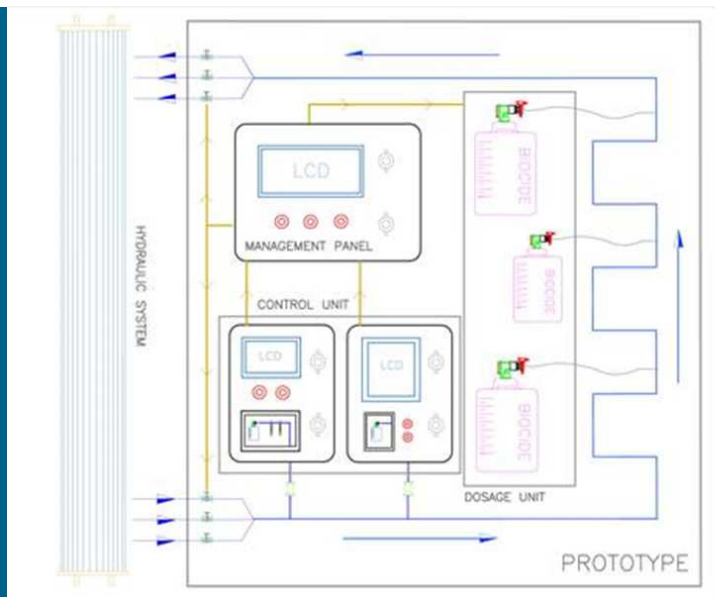 LCD
BIOCIDE
MANAGEMENT PANEL
HYDRAULIC SYSTEM
BIOCIDE
CONTROL UNIT
LCD
LCD
BIOCIDE
DOSAGE UNIT
PROTOTYPE